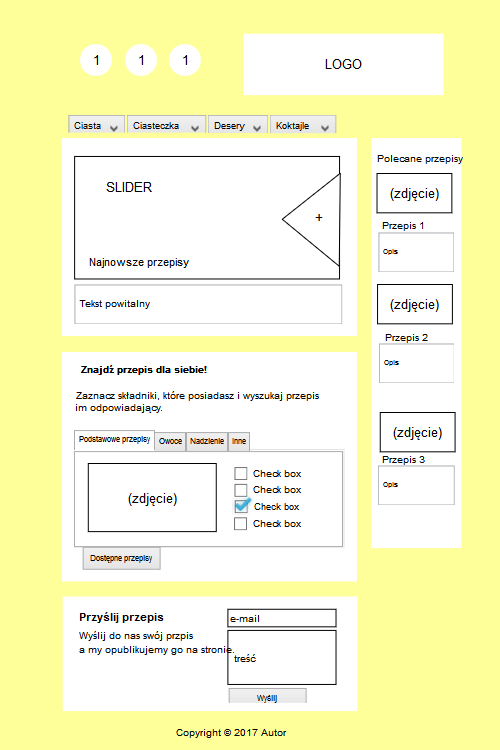 1 1 1
LOGO
Ciasta Ciasteczka Desery Koktajle
SLIDER
+
Najnowsze przepisy
Tekst powitalny
Polecane przepisy
(zdjęcie)
Przepis 1
Opis
(zdjęcie)
Przepis 2
Opis
(zdjęcie)
Przepis 3
Opis
Znajdź przepis dla siebie!
Zaznacz składniki, które posiadasz i wyszukaj przepis
im odpowiadający.
Podstawowe przepisy Owoce Nadzienie Inne
(zdjęcie)
Check box
Check box
Check box
Check box
Dostępne przepisy
Przyślij przepis
Wyślij do nas swój przpis
a my opublikujemy go na stronie.
e-mail
treść
Wyślij
Copyright © 2017 Autor